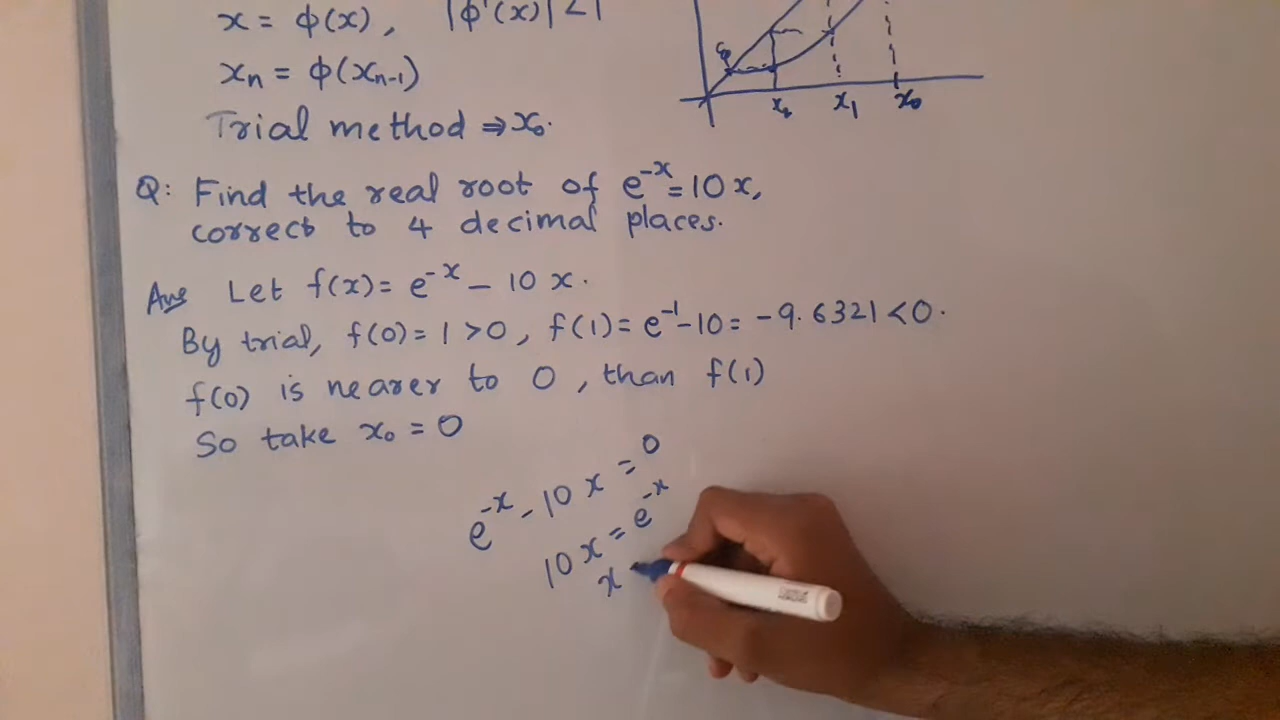 x = φ(x), |φ'(x)| < 1
xₙ = φ(xₙ₋₁)
Trial method ⇒ x₀.
x₂ x₁ x₀
Q: Find the real root of e⁻ˣ = 10x,
correct to 4 decimal places.
Ans Let f(x) = e⁻ˣ – 10x.
By trial, f(0) = 1 > 0, f(1) = e⁻¹ - 10 = -9.6321 < 0.
f(0) is nearer to 0, than f(1)
So take x₀ = 0
e⁻ˣ - 10x = 0
10x = e⁻ˣ
x